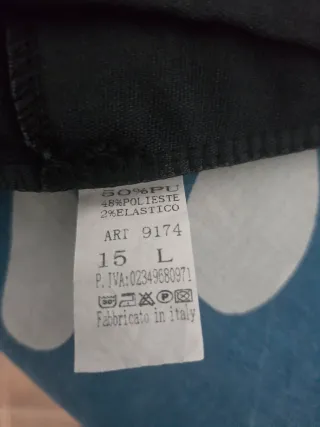 50%PU
48%POLIESTE
2%ELASTICO
ART 9174
15 L
P.IVA:02349680971
Fabbricato in italy